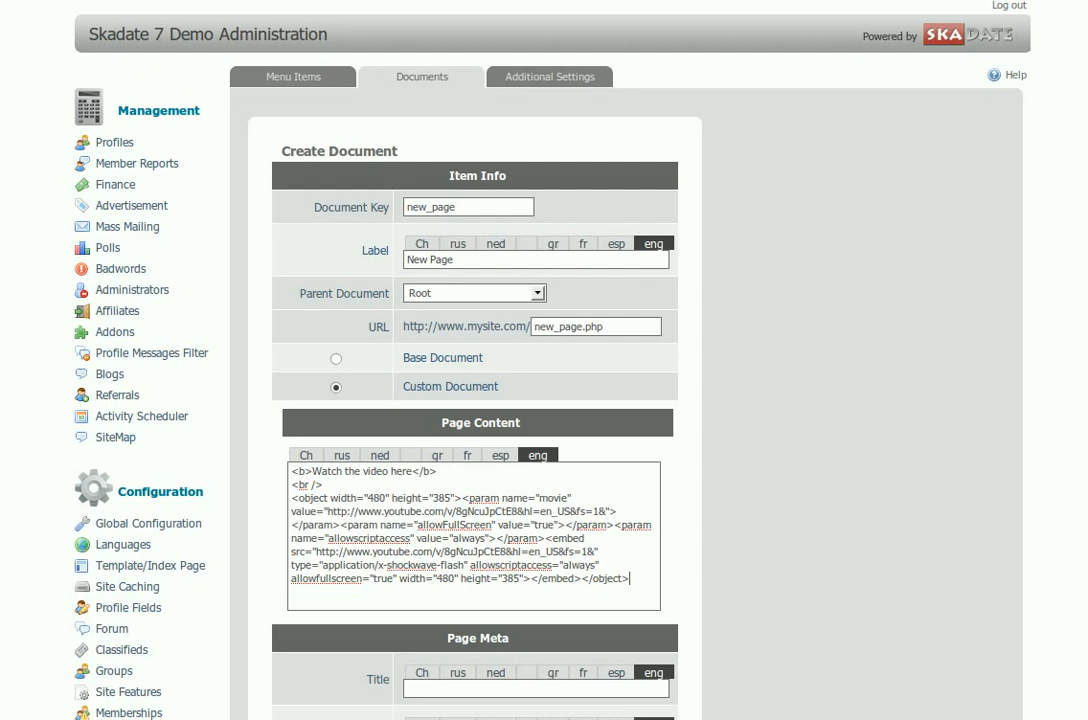 Log out
Skadate 7 Demo Administration
Powered by SKADATE
Menu Items
Documents
Additional Settings
Help
Management
Profiles
Member Reports
Finance
Advertisement
Mass Mailing
Polls
Badwords
Administrators
Affiliates
Addons
Profile Messages Filter
Blogs
Referrals
Activity Scheduler
SiteMap
Configuration
Global Configuration
Languages
Template/Index Page
Site Caching
Profile Fields
Forum
Classifieds
Groups
Site Features
Memberships
Create Document
Item Info
Document Key new_page
Ch rus ned gr fr esp eng
Label
New Page
Parent Document Root
URL http://www.mysite.com/ new_page.php
Base Document
Custom Document
Page Content
Ch rus ned gr fr esp eng
<b>Watch the video here</b>
<br />
<object width="480" height="385"><param name="movie"
value="http://www.youtube.com/v/8gNcuJpCtE8&hl=en_US&fs=1&">
</param><param name="allowFullScreen" value="true"></param><param
name="allowscriptaccess" value="always"></param><embed
src="http://www.youtube.com/v/8gNcuJpCtE8&hl=en_US&fs=1&"
type="application/x-shockwave-flash" allowscriptaccess="always"
allowfullscreen="true" width="480" height="385"></embed></object>
Page Meta
Ch rus ned gr fr esp eng
Title